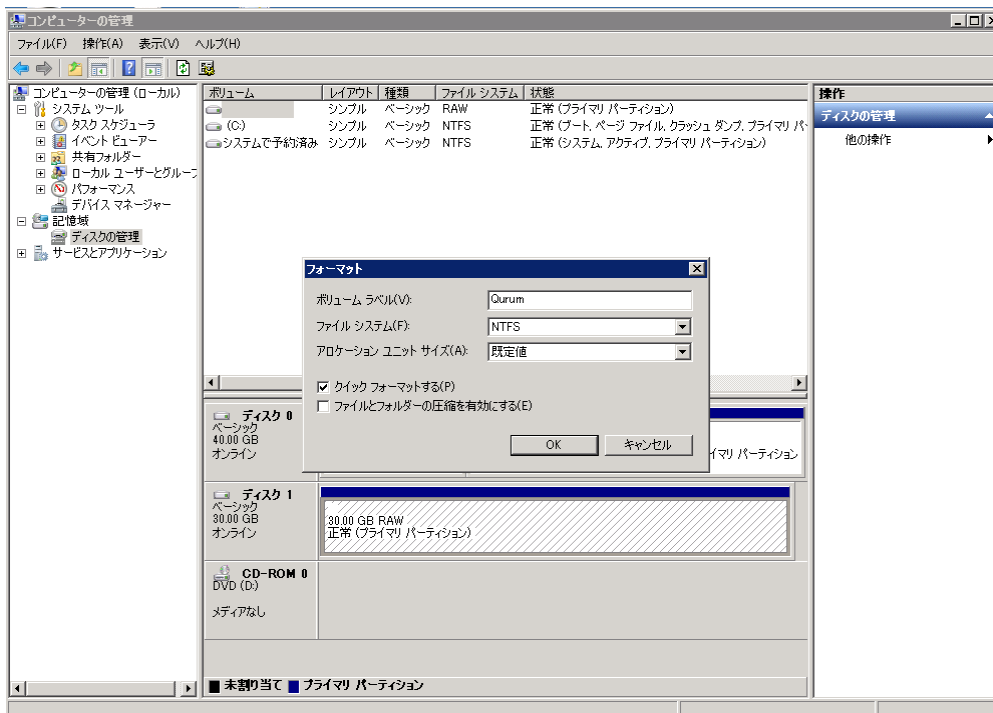 コンピューターの管理
ファイル(F) 操作(A) 表示(V) ヘルプ(H)
コンピューターの管理 (ローカル)
システム ツール
タスク スケジューラ
イベント ビューアー
共有フォルダー
ローカル ユーザーとグルー
パフォーマンス
デバイス マネージャー
記憶域
ディスクの管理
サービスとアプリケーション
ボリューム レイアウト 種類 ファイル システム 状態
シンプル ベーシック RAW 正常 (プライマリ パーティション)
(C:) シンプル ベーシック NTFS 正常 (ブート, ページ ファイル, クラッシュ ダンプ, プライマリ パ
システムで予約済み シンプル ベーシック NTFS 正常 (システム, アクティブ, プライマリ パーティション)
操作
ディスクの管理
他の操作
フォーマット
ボリューム ラベル(V): Qurum
ファイル システム(F): NTFS
アロケーション ユニット サイズ(A): 既定値
クイック フォーマットする(P)
ファイルとフォルダーの圧縮を有効にする(E)
OK キャンセル
ディスク 0
ベーシック
40.00 GB
オンライン
イマリ パーティション
ディスク 1
ベーシック
30.00 GB
オンライン
30.00 GB RAW
正常 (プライマリ パーティション)
CD-ROM 0
DVD (D:)
メディアなし
未割り当て プライマリ パーティション